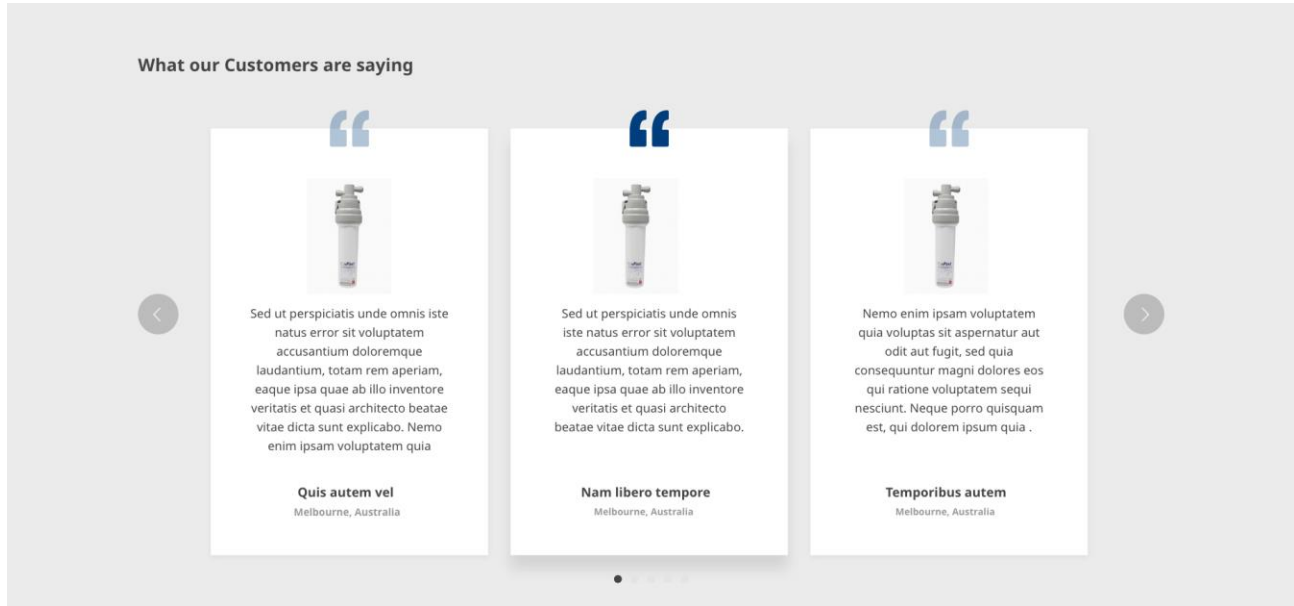 What our Customers are saying
Sed ut perspiciatis unde omnis iste
natus error sit voluptatem
accusantium doloremque
laudantium, totam rem aperiam,
eaque ipsa quae ab illo inventore
veritatis et quasi architecto beatae
vitae dicta sunt explicabo. Nemo
enim ipsam voluptatem quia
Quis autem vel
Melbourne, Australia
Sed ut perspiciatis unde omnis
iste natus error sit voluptatem
accusantium doloremque
laudantium, totam rem aperiam,
eaque ipsa quae ab illo inventore
veritatis et quasi architecto
beatae vitae dicta sunt explicabo.
Nam libero tempore
Melbourne, Australia
Nemo enim ipsam voluptatem
quia voluptas sit aspernatur aut
odit aut fugit, sed quia
consequuntur magni dolores eos
qui ratione voluptatem sequi
nesciunt. Neque porro quisquam
est, qui dolorem ipsum quia .
Temporibus autem
Melbourne, Australia